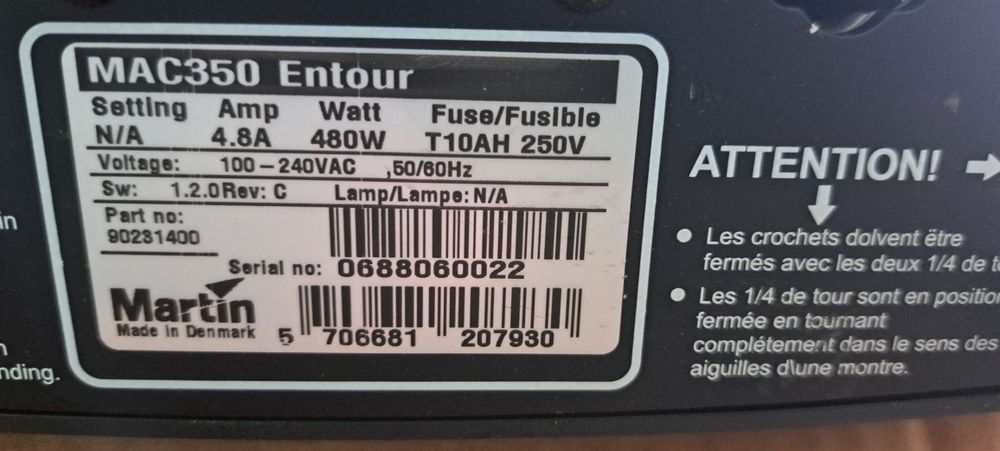 MAC350 Entour
Setting Amp Watt Fuse/Fusible
N/A 4.8A 480W T10AH 250V
Voltage: 100-240VAC ,50/60Hz
Sw: 1.2.0Rev: C Lamp/Lampe: N/A
Part no:
90231400
Serial no: 0688060022
Martin
Made in Denmark
5 706681 207930
in
nding.
ATTENTION!
Les crochets doivent être
fermés avec les deux 1/4 de
Les 1/4 de tour sont en position
fermée en tournant
complétement dans le sens des
aiguilles d\une montre.